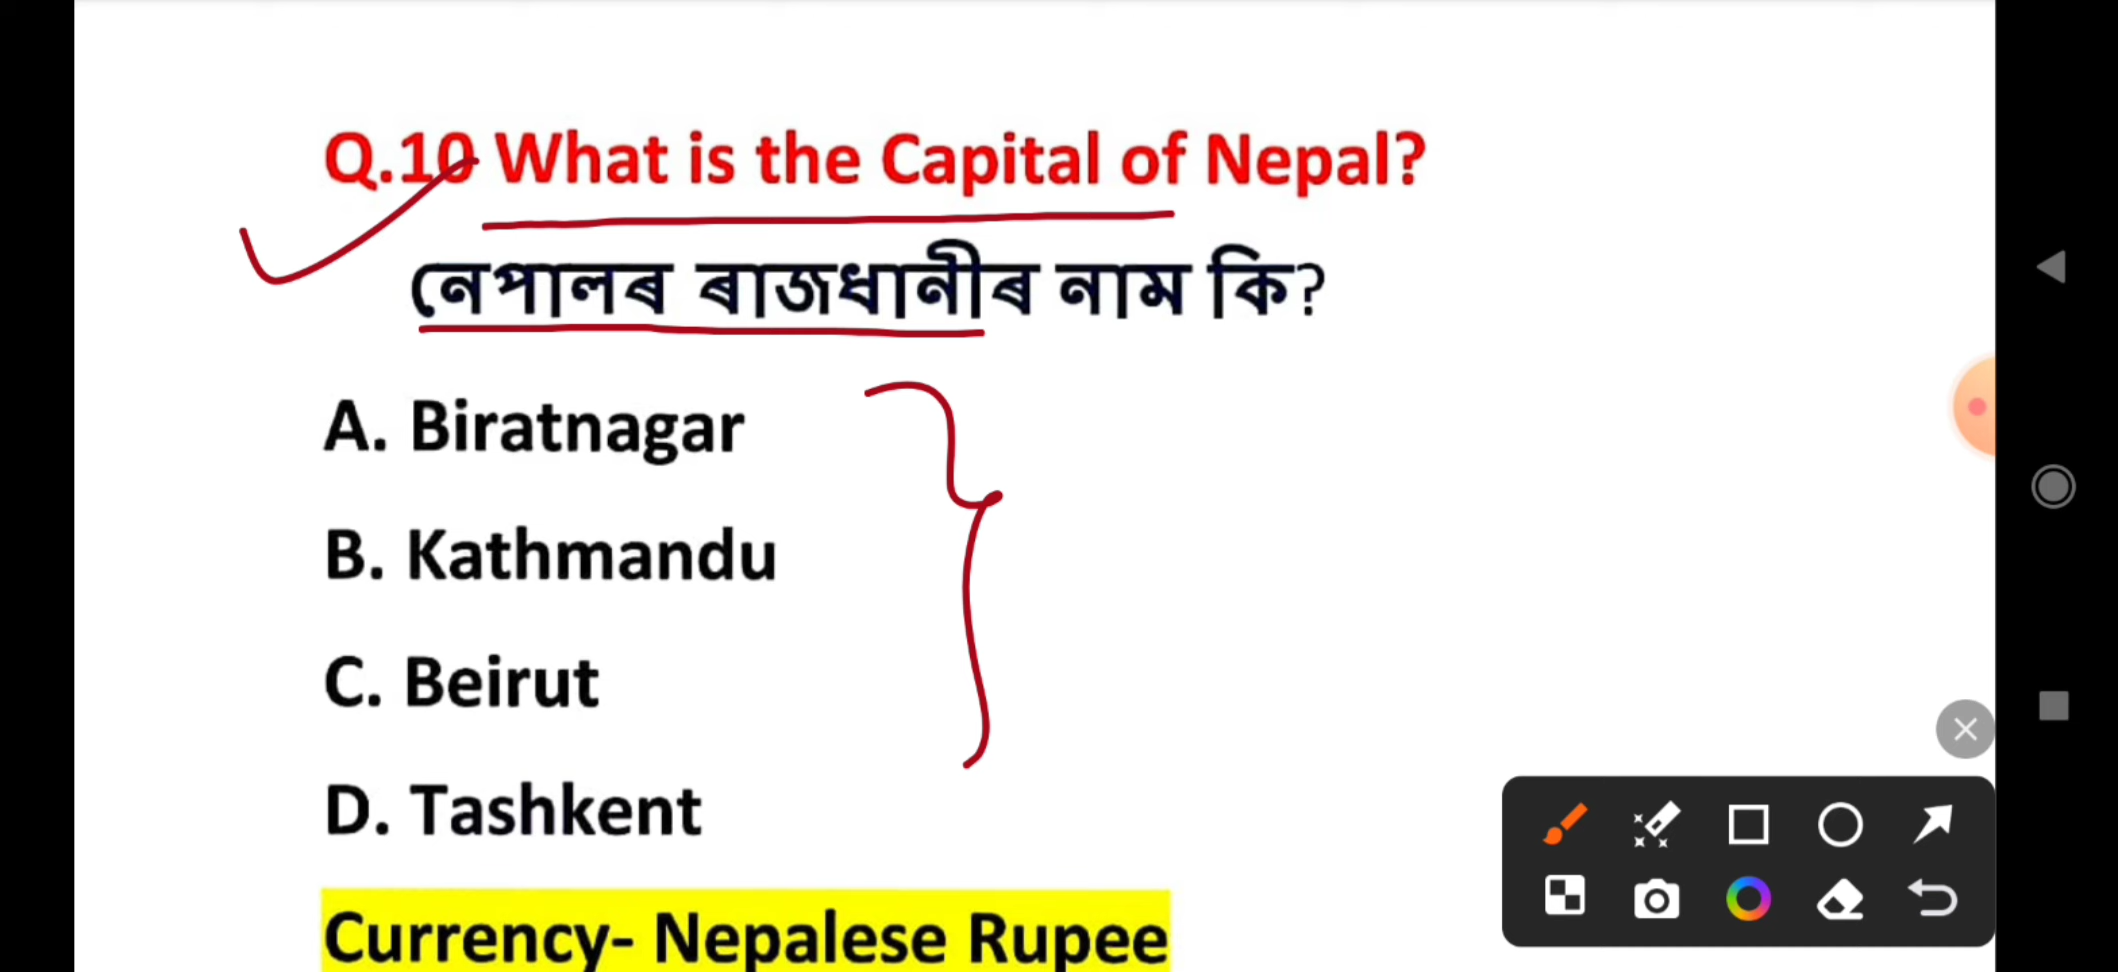 Q.10 What is the Capital of Nepal?
নেপালৰ ৰাজধানীৰ নাম কি?
A. Biratnagar
B. Kathmandu
C. Beirut
D. Tashkent
Currency- Nepalese Rupee